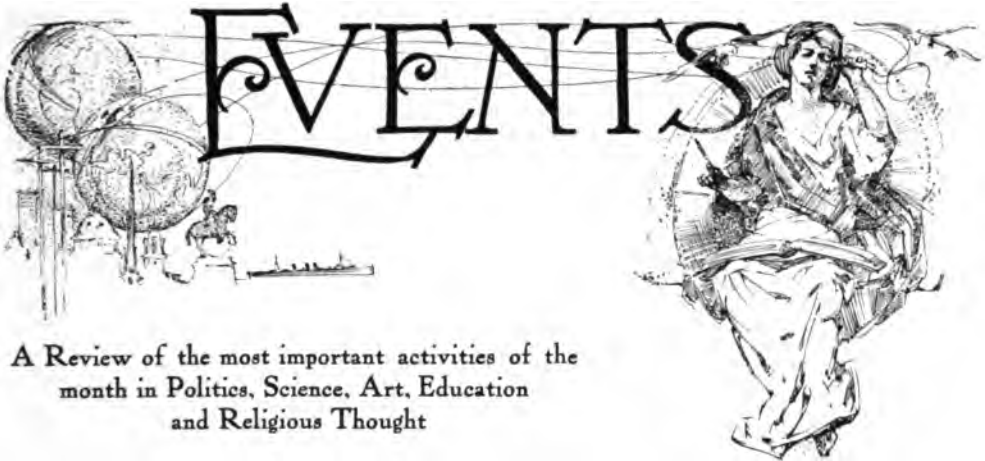 EVENTS
A Review of the most important activities of the
month in Politics, Science, Art, Education
and Religious Thought